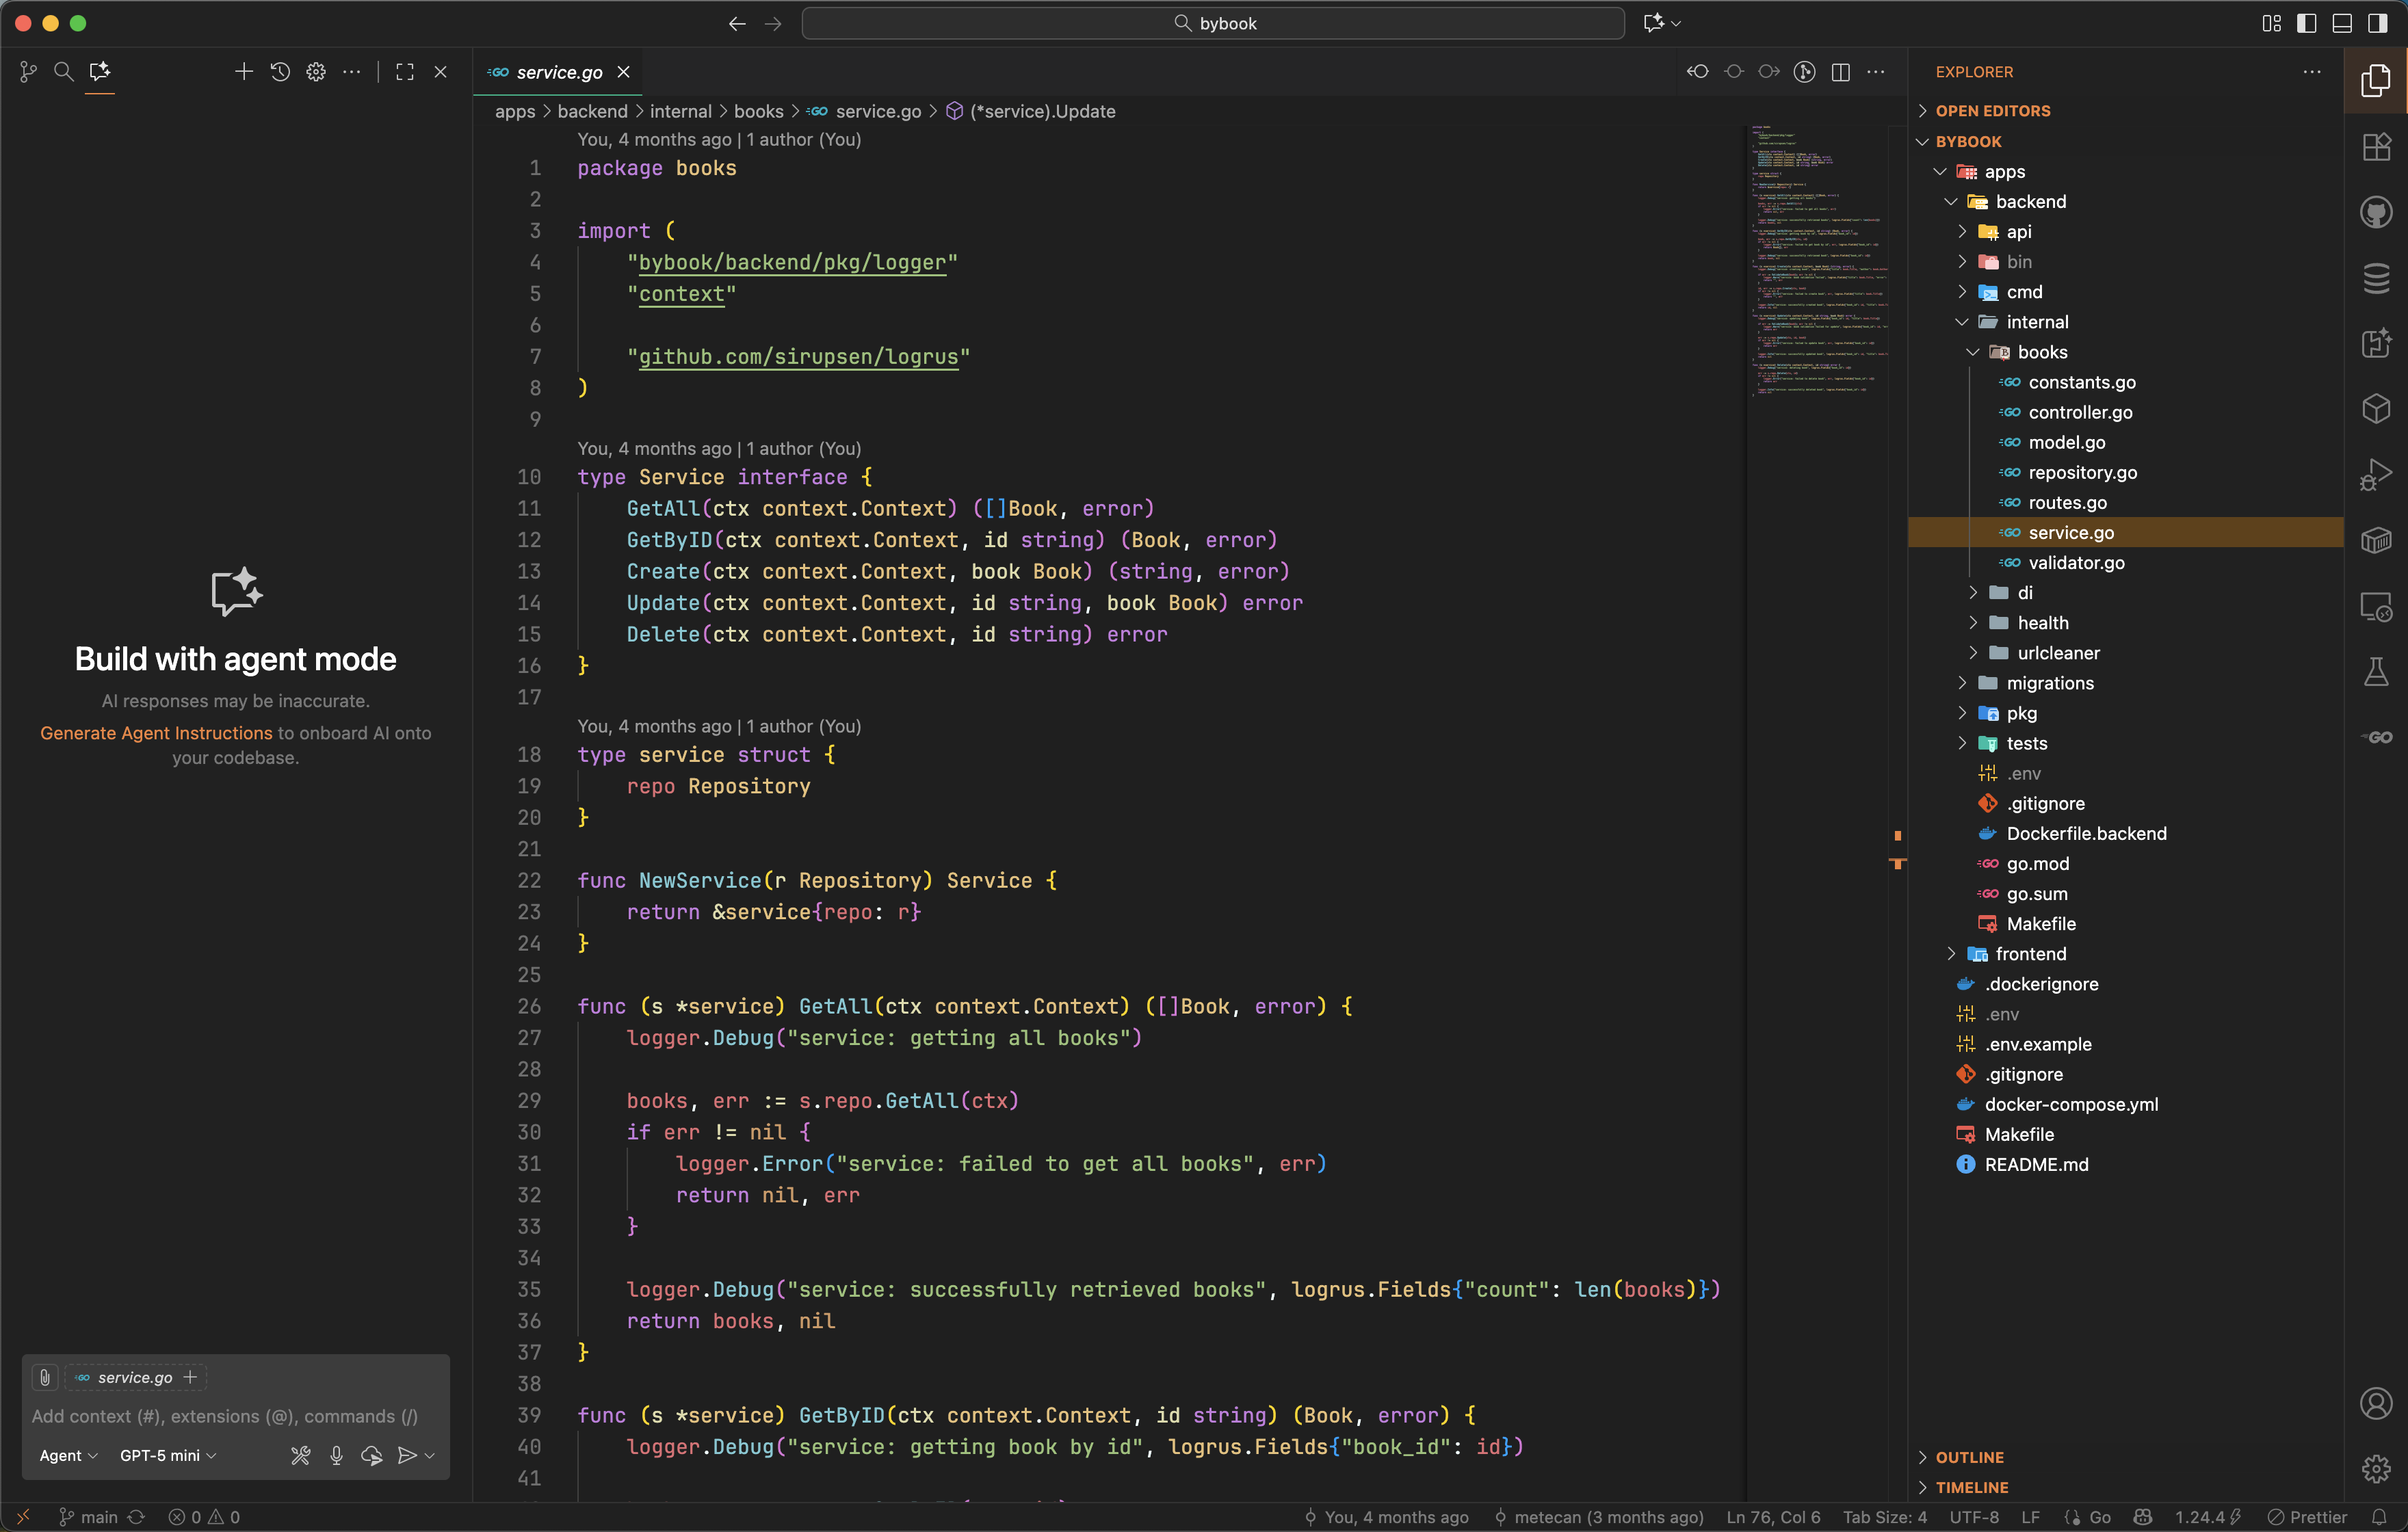 bybook
service.go
apps > backend > internal > books > service.go > (*service).Update
Build with agent mode
AI responses may be inaccurate.
Generate Agent Instructions to onboard AI onto
your codebase.
service.go
Add context (#), extensions (@), commands (/)
Agent
GPT-5 mini
You, 4 months ago | 1 author (You)
1 package books
2
3 import (
4 "bybook/backend/pkg/logger"
5 "context"
6
7 "github.com/sirupsen/logrus"
8 )
9
You, 4 months ago | 1 author (You)
10 type Service interface {
11 GetAll(ctx context.Context) ([]Book, error)
12 GetByID(ctx context.Context, id string) (Book, error)
13 Create(ctx context.Context, book Book) (string, error)
14 Update(ctx context.Context, id string, book Book) error
15 Delete(ctx context.Context, id string) error
16 }
17
You, 4 months ago | 1 author (You)
18 type service struct {
19 repo Repository
20 }
21
22 func NewService(r Repository) Service {
23 return &service{repo: r}
24 }
25
26 func (s *service) GetAll(ctx context.Context) ([]Book, error) {
27 logger.Debug("service: getting all books")
28
29 books, err := s.repo.GetAll(ctx)
30 if err != nil {
31 logger.Error("service: failed to get all books", err)
32 return nil, err
33 }
34
35 logger.Debug("service: successfully retrieved books", logrus.Fields{"count": len(books)})
36 return books, nil
37 }
38
39 func (s *service) GetByID(ctx context.Context, id string) (Book, error) {
40 logger.Debug("service: getting book by id", logrus.Fields{"book_id": id})
41
EXPLORER
OPEN EDITORS
BYBOOK
apps
backend
api
bin
cmd
internal
books
constants.go
controller.go
model.go
repository.go
routes.go
service.go
validator.go
di
health
urlcleaner
migrations
pkg
tests
.env
.gitignore
Dockerfile.backend
go.mod
go.sum
Makefile
frontend
.dockerignore
.env
.env.example
.gitignore
docker-compose.yml
Makefile
README.md
OUTLINE
TIMELINE
main
0 0
You, 4 months ago
metecan (3 months ago)
Ln 76, Col 6
Tab Size: 4
UTF-8
LF
Go
1.24.4
Prettier